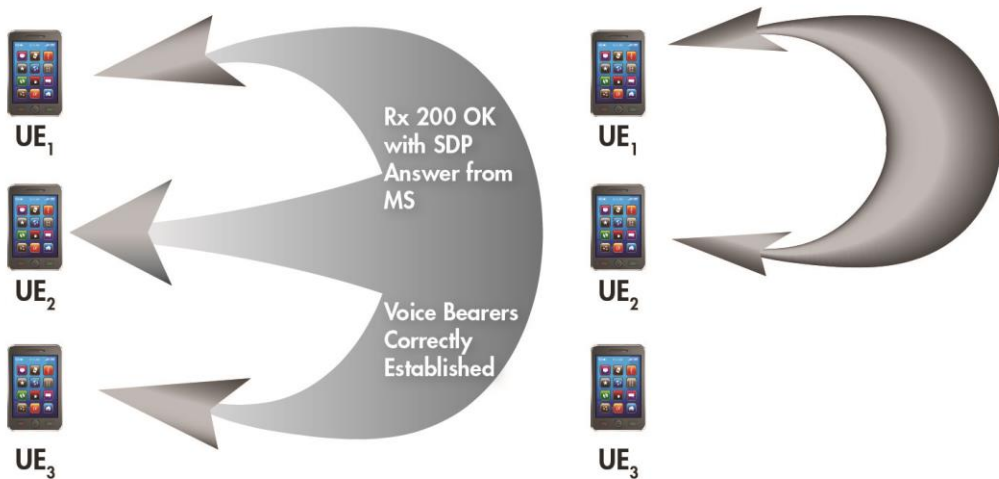 UE1
Rx 200 OK
with SDP
Answer from
MS
UE2
Voice Bearers
Correctly
Established
UE3
UE1
UE2
UE3